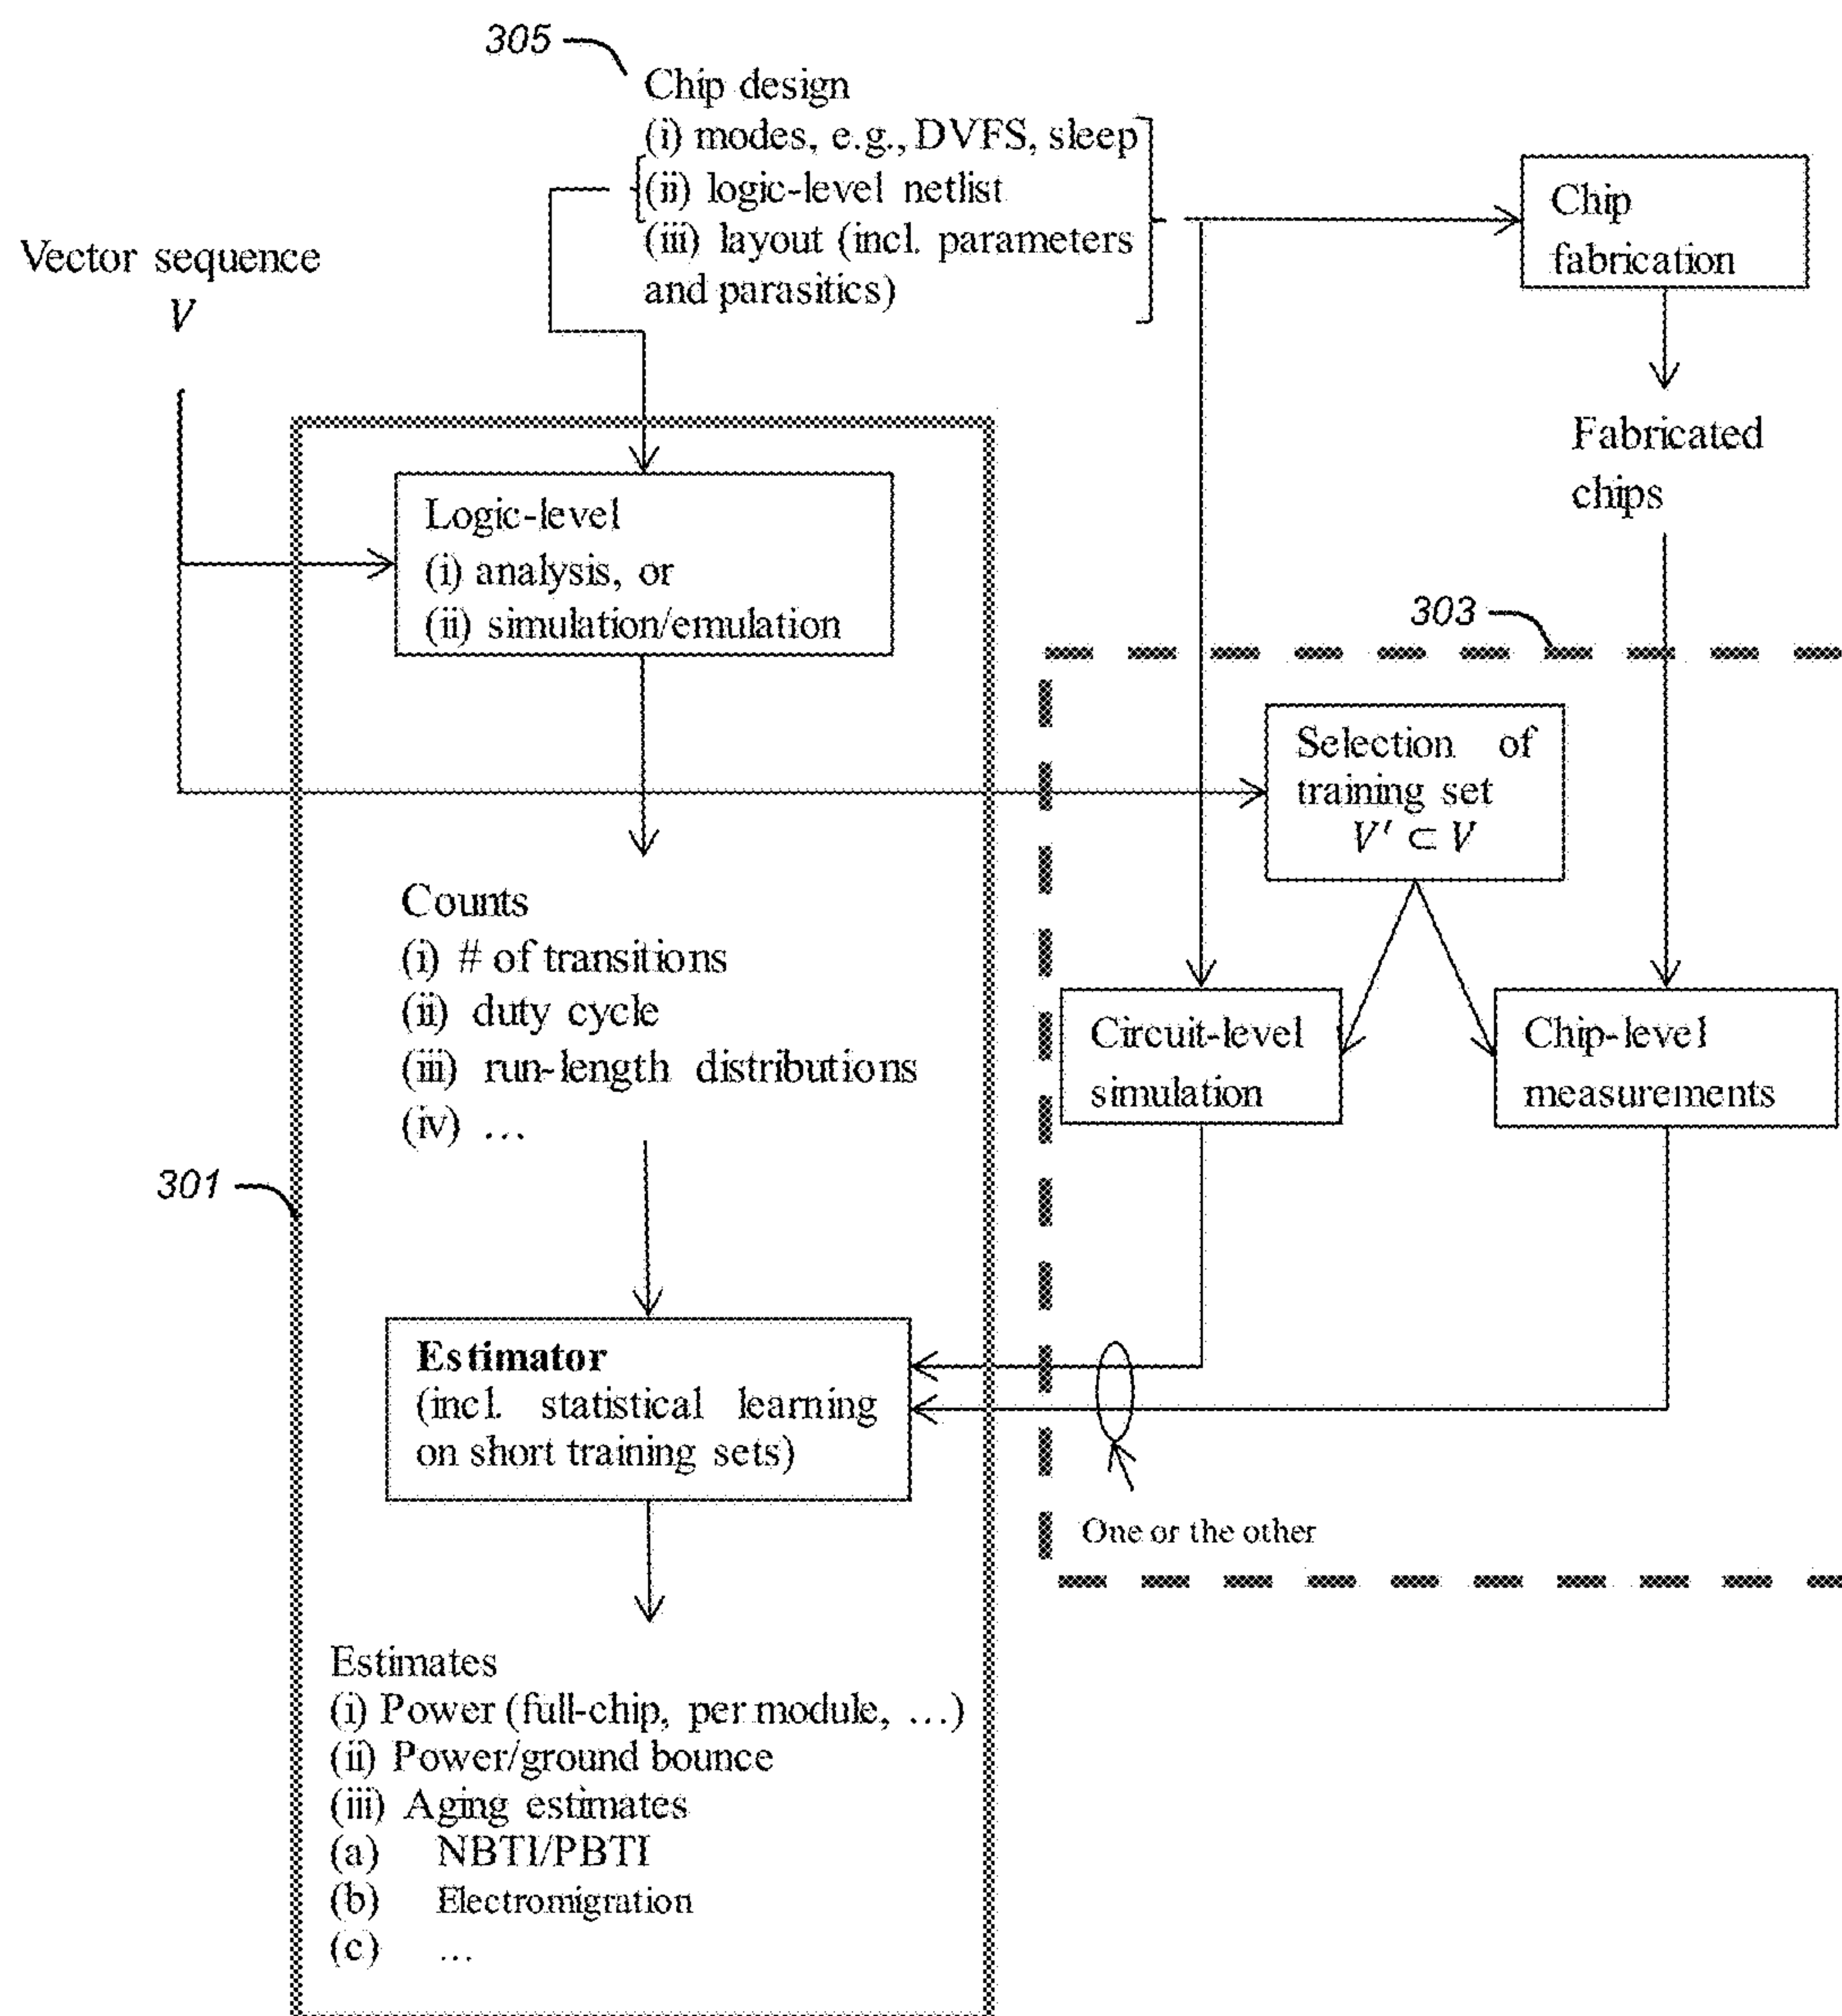 305
Chip design
(i) modes, e.g., DVFS, sleep
(ii) logic-level netlist
(iii) layout (incl. parameters
and parasitics)
Chip
fabrication
Vector sequence
V
Fabricated
chips
Logic-level
(i) analysis, or
(ii) simulation/emulation
303
Selection of
training set
V' ⊂ V
Counts
(i) # of transitions
(ii) duty cycle
(iii) run-length distributions
(iv) …
Circuit-level
simulation
Chip-level
measurements
301
Estimator
(incl. statistical learning
on short training sets)
One or the other
Estimates
(i) Power (full-chip, per module, …)
(ii) Power/ground bounce
(iii) Aging estimates
(a) NBTI/PBTI
(b) Electromigration
(c) …